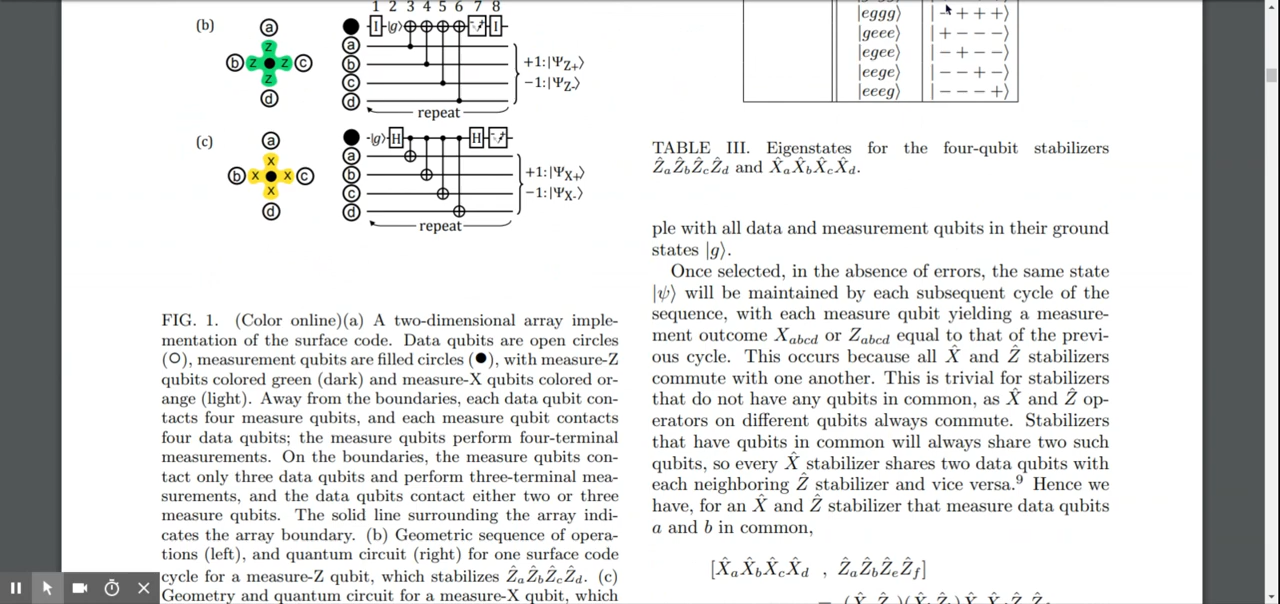 1 2 3 4 5 6 7 8
(b)
a
Z
b Z Z c
Z
d
I |g⟩ I
a
b
c
d
+1:|Ψ_Z+⟩
−1:|Ψ_Z-⟩
repeat
(c)
a
X
b X X c
X
d
|g⟩ H H
a
b
c
d
+1:|Ψ_X+⟩
−1:|Ψ_X-⟩
repeat
FIG. 1. (Color online)(a) A two-dimensional array imple-
mentation of the surface code. Data qubits are open circles
(○), measurement qubits are filled circles (●), with measure-Z
qubits colored green (dark) and measure-X qubits colored or-
ange (light). Away from the boundaries, each data qubit con-
tacts four measure qubits, and each measure qubit contacts
four data qubits; the measure qubits perform four-terminal
measurements. On the boundaries, the measure qubits con-
tact only three data qubits and perform three-terminal mea-
surements, and the data qubits contact either two or three
measure qubits. The solid line surrounding the array indi-
cates the array boundary. (b) Geometric sequence of opera-
tions (left), and quantum circuit (right) for one surface code
cycle for a measure-Z qubit, which stabilizes Ẑ_aẐ_bẐ_cẐ_d. (c)
Geometry and quantum circuit for a measure-X qubit, which
|eggg⟩ |− + + +⟩
|geee⟩ |+ − − −⟩
|egee⟩ |− + − −⟩
|eege⟩ |− − + −⟩
|eeeg⟩ |− − − +⟩
TABLE III. Eigenstates for the four-qubit stabilizers
Ẑ_aẐ_bẐ_cẐ_d and X̂_aX̂_bX̂_cX̂_d.
ple with all data and measurement qubits in their ground
states |g⟩.
Once selected, in the absence of errors, the same state
|ψ⟩ will be maintained by each subsequent cycle of the
sequence, with each measure qubit yielding a measure-
ment outcome X_abcd or Z_abcd equal to that of the previ-
ous cycle. This occurs because all X̂ and Ẑ stabilizers
commute with one another. This is trivial for stabilizers
that do not have any qubits in common, as X̂ and Ẑ op-
erators on different qubits always commute. Stabilizers
that have qubits in common will always share two such
qubits, so every X̂ stabilizer shares two data qubits with
each neighboring Ẑ stabilizer and vice versa.⁹ Hence we
have, for an X̂ and Ẑ stabilizer that measure data qubits
a and b in common,
[X̂_aX̂_bX̂_cX̂_d , Ẑ_aẐ_bẐ_eẐ_f]